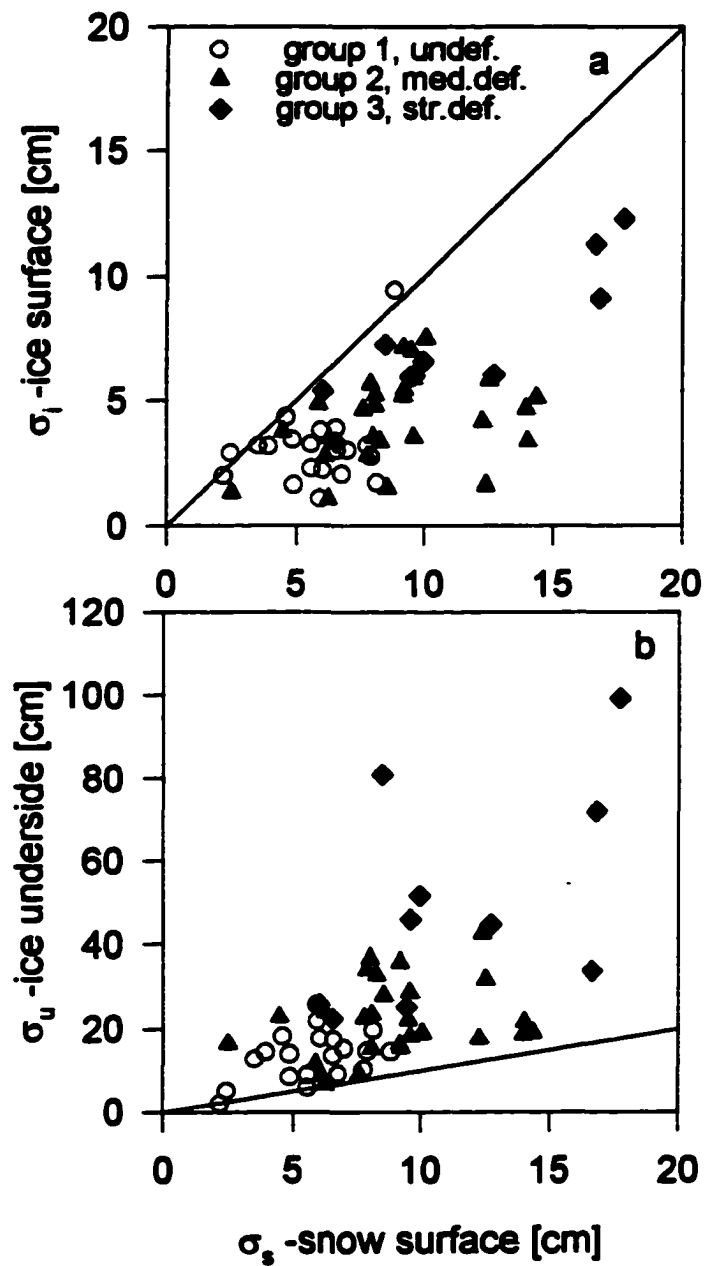 20
group 1, undef.
a
group 2, med.def.
group 3, str.def.
15
10
5
0
σi -ice surface [cm]
0 5 10 15 20
120
b
100
80
60
40
20
0
σu -ice underside [cm]
0 5 10 15 20
σs -snow surface [cm]